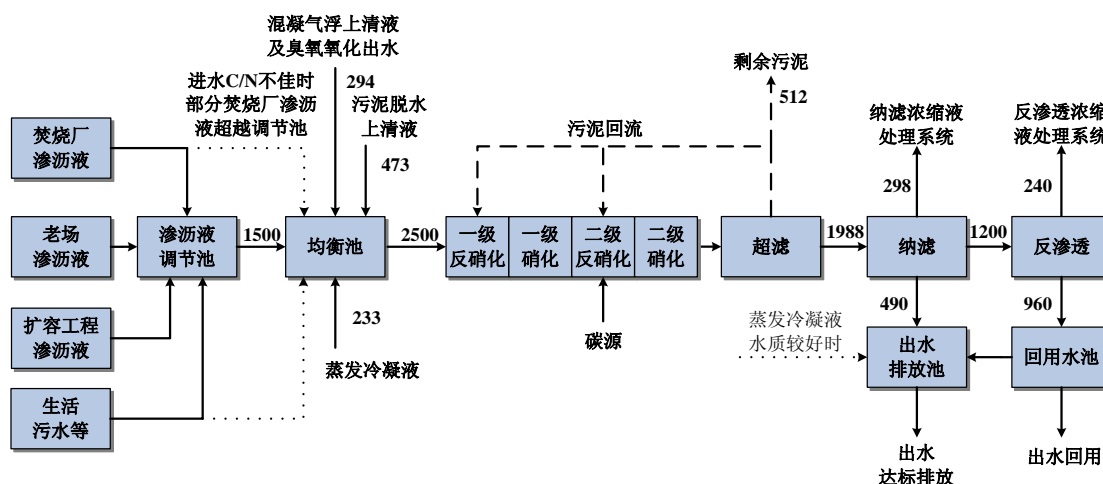 混凝气浮上清液
及臭氧氧化出水
294
进水C/N不佳时
部分焚烧厂渗沥
液超越调节池
污泥脱水
上清液
473
剩余污泥
512
污泥回流
纳滤浓缩液
处理系统
298
反渗透浓缩
液处理系统
240
焚烧厂
渗沥液
老场
渗沥液
渗沥液
调节池
1500
均衡池
2500
一级
反硝化
一级
硝化
二级
反硝化
二级
硝化
超滤
1988
纳滤
1200
反渗透
扩容工程
渗沥液
233
蒸发冷凝液
碳源
蒸发冷凝液
水质较好时
490
960
出水
排放池
回用水池
生活
污水等
出水
达标排放
出水回用